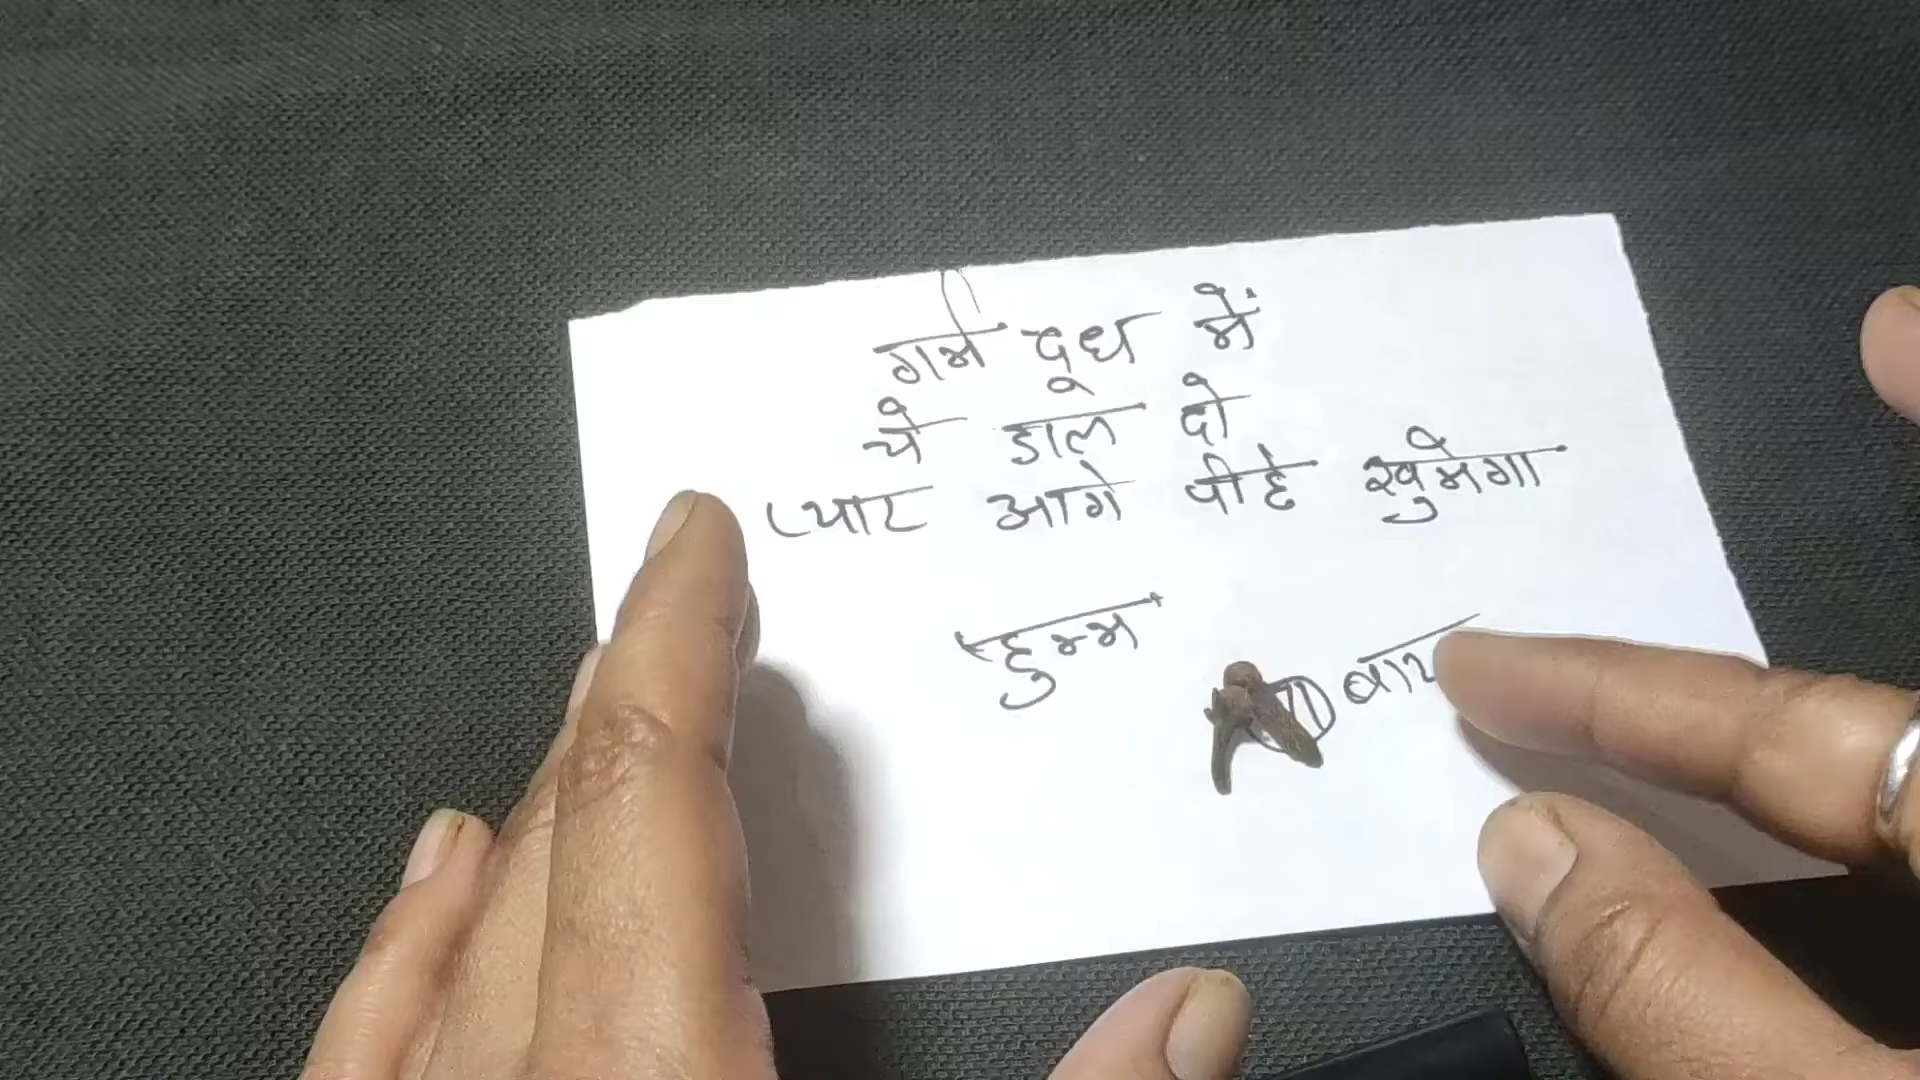 गर्म दूध में
ये डाल दो
प्यार आगे पीछे घुमेगा
हुक्म